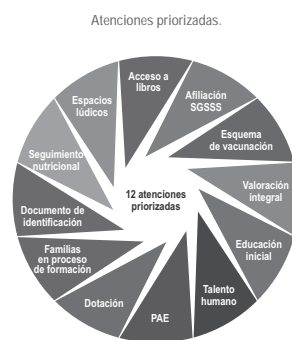 Atenciones priorizadas.
Acceso a
libros
Afiliación
SGSSS
Esquema
de vacunación
Valoración
integral
Educación
inicial
Talento
humano
PAE
Dotación
Familias
en proceso
de formación
Documento de
identificación
Seguimiento
nutricional
Espacios
lúdicos
12 atenciones
priorizadas